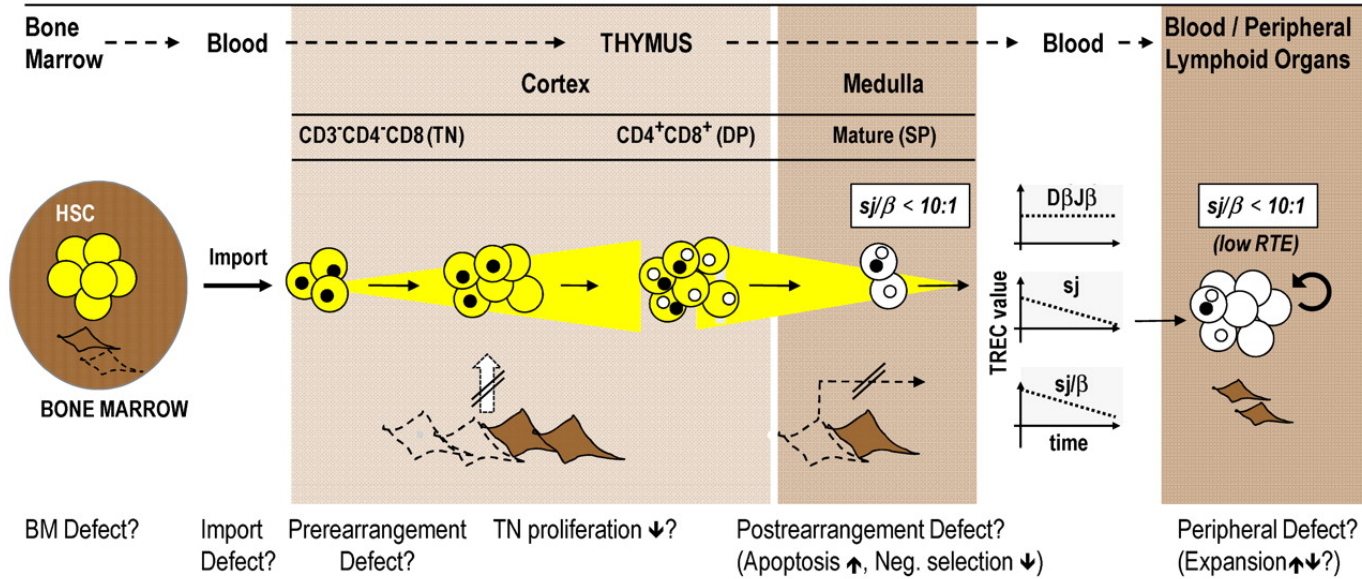 Bone
Marrow
Blood
THYMUS
Blood
Blood / Peripheral
Lymphoid Organs
Cortex
Medulla
CD3⁻CD4⁻CD8 (TN)
CD4⁺CD8⁺ (DP)
Mature (SP)
HSC
BONE MARROW
Import
sj/β < 10:1
TREC value
DβJβ
sj
sj/β
time
sj/β < 10:1
(low RTE)
BM Defect?
Import
Defect?
Prerearrangement
Defect?
TN proliferation ↓?
Postrearrangement Defect?
(Apoptosis ↑, Neg. selection ↓)
Peripheral Defect?
(Expansion↑↓?)